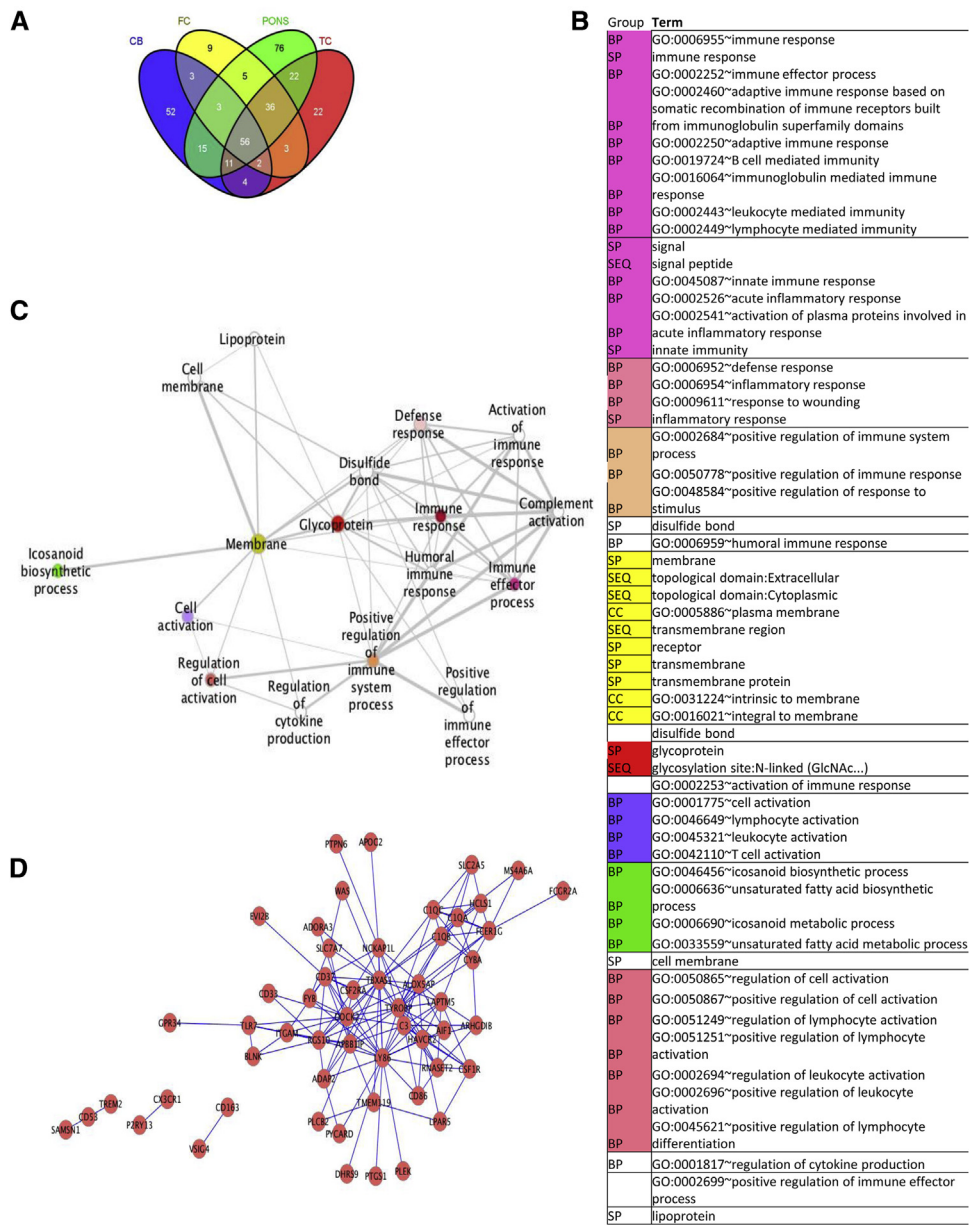 A
CB
FC
PONS
TC
9
76
3
5
22
52
3
36
22
56
15
11
2
3
4
B
Group Term
BP GO:0006955~immune response
SP immune response
BP GO:0002252~immune effector process
GO:0002460~adaptive immune response based on
somatic recombination of immune receptors built
BP from immunoglobulin superfamily domains
BP GO:0002250~adaptive immune response
BP GO:0019724~B cell mediated immunity
GO:0016064~immunoglobulin mediated immune
BP response
BP GO:0002443~leukocyte mediated immunity
BP GO:0002449~lymphocyte mediated immunity
SP signal
SEQ signal peptide
BP GO:0045087~innate immune response
BP GO:0002526~acute inflammatory response
GO:0002541~activation of plasma proteins involved in
BP acute inflammatory response
SP innate immunity
BP GO:0006952~defense response
BP GO:0006954~inflammatory response
BP GO:0009611~response to wounding
SP inflammatory response
GO:0002684~positive regulation of immune system
BP process
BP GO:0050778~positive regulation of immune response
GO:0048584~positive regulation of response to
BP stimulus
SP disulfide bond
BP GO:0006959~humoral immune response
SP membrane
SEQ topological domain:Extracellular
SEQ topological domain:Cytoplasmic
CC GO:0005886~plasma membrane
SEQ transmembrane region
SP receptor
SP transmembrane
SP transmembrane protein
CC GO:0031224~intrinsic to membrane
CC GO:0016021~integral to membrane
disulfide bond
SP glycoprotein
SEQ glycosylation site:N-linked (GlcNAc...)
GO:0002253~activation of immune response
BP GO:0001775~cell activation
BP GO:0046649~lymphocyte activation
BP GO:0045321~leukocyte activation
BP GO:0042110~T cell activation
BP GO:0046456~icosanoid biosynthetic process
GO:0006636~unsaturated fatty acid biosynthetic
BP process
BP GO:0006690~icosanoid metabolic process
BP GO:0033559~unsaturated fatty acid metabolic process
SP cell membrane
BP GO:0050865~regulation of cell activation
BP GO:0050867~positive regulation of cell activation
BP GO:0051249~regulation of lymphocyte activation
GO:0051251~positive regulation of lymphocyte
BP activation
BP GO:0002694~regulation of leukocyte activation
GO:0002696~positive regulation of leukocyte
BP activation
GO:0045621~positive regulation of lymphocyte
BP differentiation
BP GO:0001817~regulation of cytokine production
GO:0002699~positive regulation of immune effector
process
SP lipoprotein
C
Lipoprotein
Cell
membrane
Defense
response
Activation
of
immune
response
Disulfide
bond
Glycoprotein
Immune
response
Complement
activation
Membrane
Icosanoid
biosynthetic
process
Humoral
immune
response
Immune
effector
process
Cell
activation
Positive
regulation
of
immune
system
process
Regulation
of cell
activation
Regulation
of
cytokine
production
Positive
regulation
of
immune
effector
process
D
PTPN6
APOC2
SLC2A5
MS4A6A
FCGR2A
WAS
C1QC
HCLS1
C1QA
EVI2B
ADORA3
FCER1G
C1QB
SLC7A7
NCKAP1L
CYBA
CD37
TBXAS1
ALOX5AP
CD33
CSF2RA
FYB
LAPTM5
TYROBP
GPR34
TLR7
DOCK2
C3
AIF1
ARHGDIB
ITGAM
RGS10
APBB1IP
HAVCR2
BLNK
LY86
RNASET2
CSF1R
ADAP2
CD86
TREM2
CX3CR1
CD163
TMEM119
CD53
SAMSN1
P2RY13
PLCB2
LPAR5
PYCARD
VSIG4
DHRS9
PTGS1
PLEK